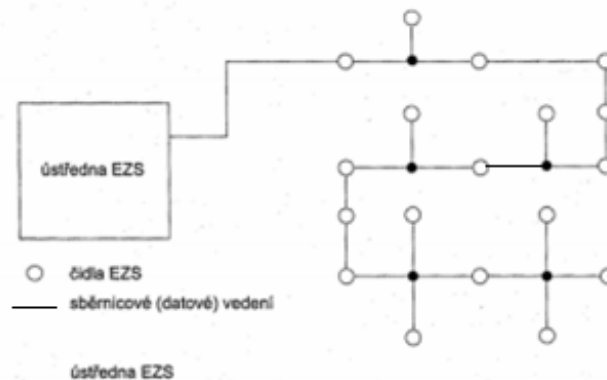 ústředna EZS
čidla EZS
sběrnicové (datové) vedení
ústředna EZS